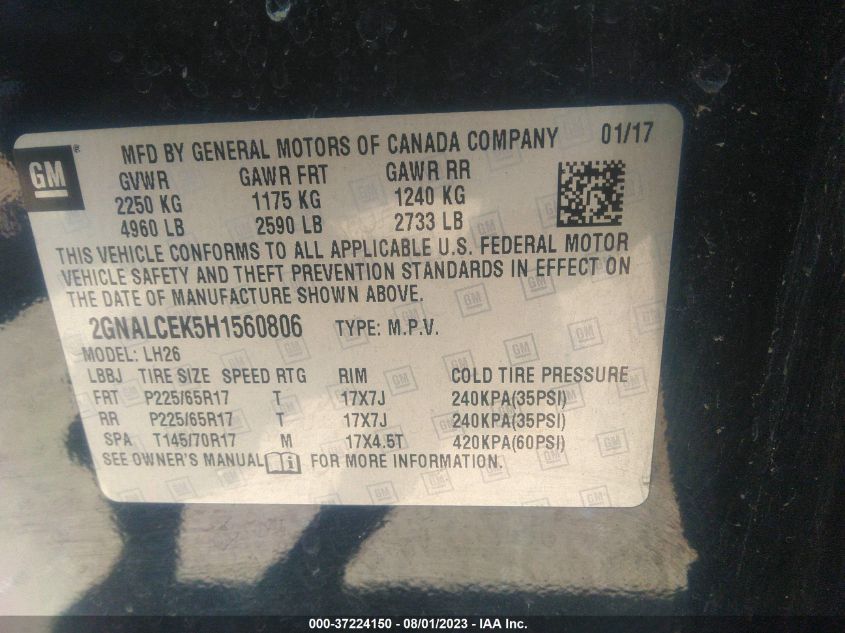 GM ® MFD BY GENERAL MOTORS OF CANADA COMPANY 01/17
GVWR GAWR FRT GAWR RR
2250 KG 1175 KG 1240 KG
4960 LB 2590 LB 2733 LB
THIS VEHICLE CONFORMS TO ALL APPLICABLE U.S. FEDERAL MOTOR
VEHICLE SAFETY AND THEFT PREVENTION STANDARDS IN EFFECT ON
THE DATE OF MANUFACTURE SHOWN ABOVE.
2GNALCEK5H1560806 TYPE: M.P.V.
MODEL: LH26
LBBJ TIRE SIZE SPEED RTG RIM COLD TIRE PRESSURE
FRT P225/65R17 T 17X7J 240KPA(35PSI)
RR P225/65R17 T 17X7J 240KPA(35PSI)
SPA T145/70R17 M 17X4.5T 420KPA(60PSI)
SEE OWNER'S MANUAL FOR MORE INFORMATION.
000-37224150 - 08/01/2023 - IAA Inc.